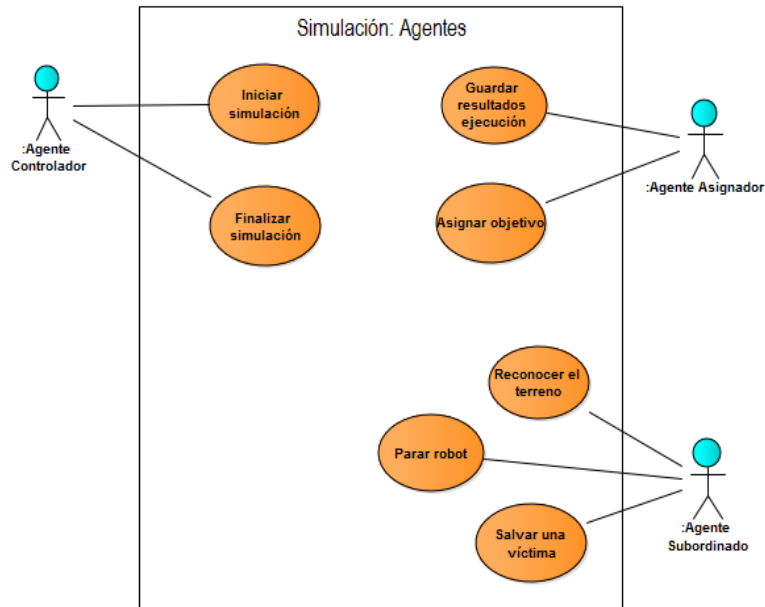 Simulación: Agentes
Iniciar
simulación
Guardar
resultados
ejecución
:Agente
Controlador
:Agente Asignador
Finalizar
simulación
Asignar objetivo
Reconocer el
terreno
Parar robot
Salvar una
víctima
:Agente
Subordinado